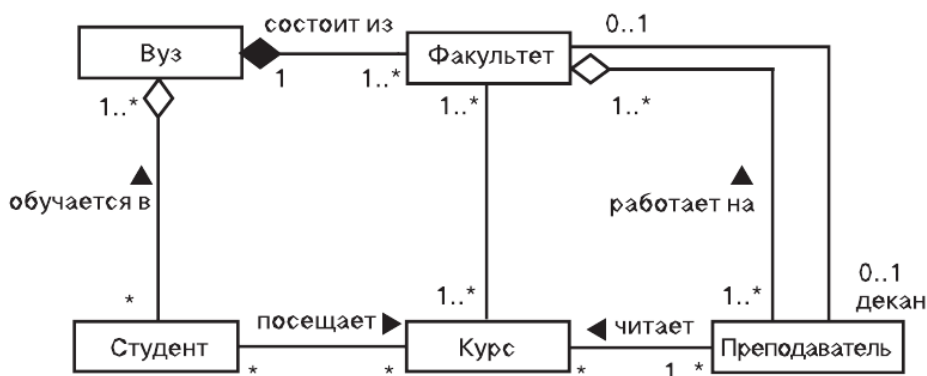 состоит из
0..1
Вуз
Факультет
1
1..*
1..*
1..*
1..*
обучается в
работает на
0..1
декан
*
1..*
1..*
посещает
читает
Студент
Курс
Преподаватель
*
*
*
1..*